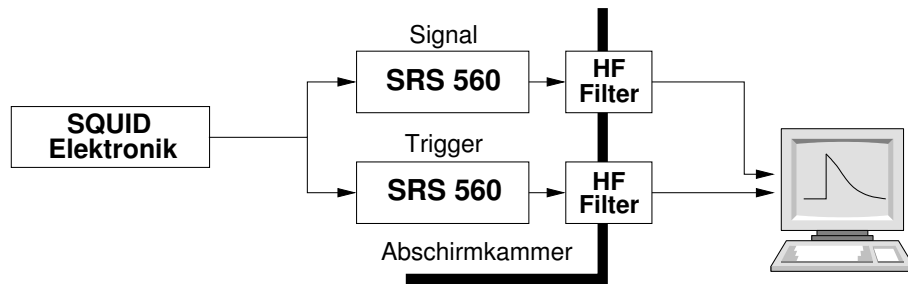 Signal
SRS 560
HF
Filter
SQUID
Elektronik
Trigger
SRS 560
HF
Filter
Abschirmkammer